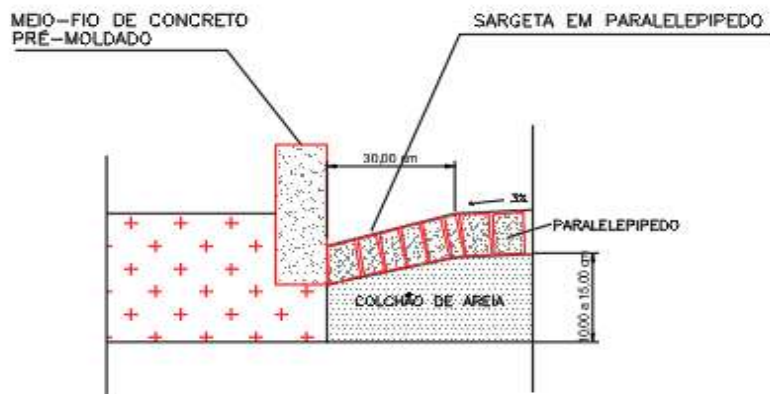 MEIO-FIO DE CONCRETO
PRÉ-MOLDADO
SARGETA EM PARALELEPIPEDO
30,00 cm
3%
PARALELEPIPEDO
COLCHÃO DE AREIA
10,00 a 15,00 cm